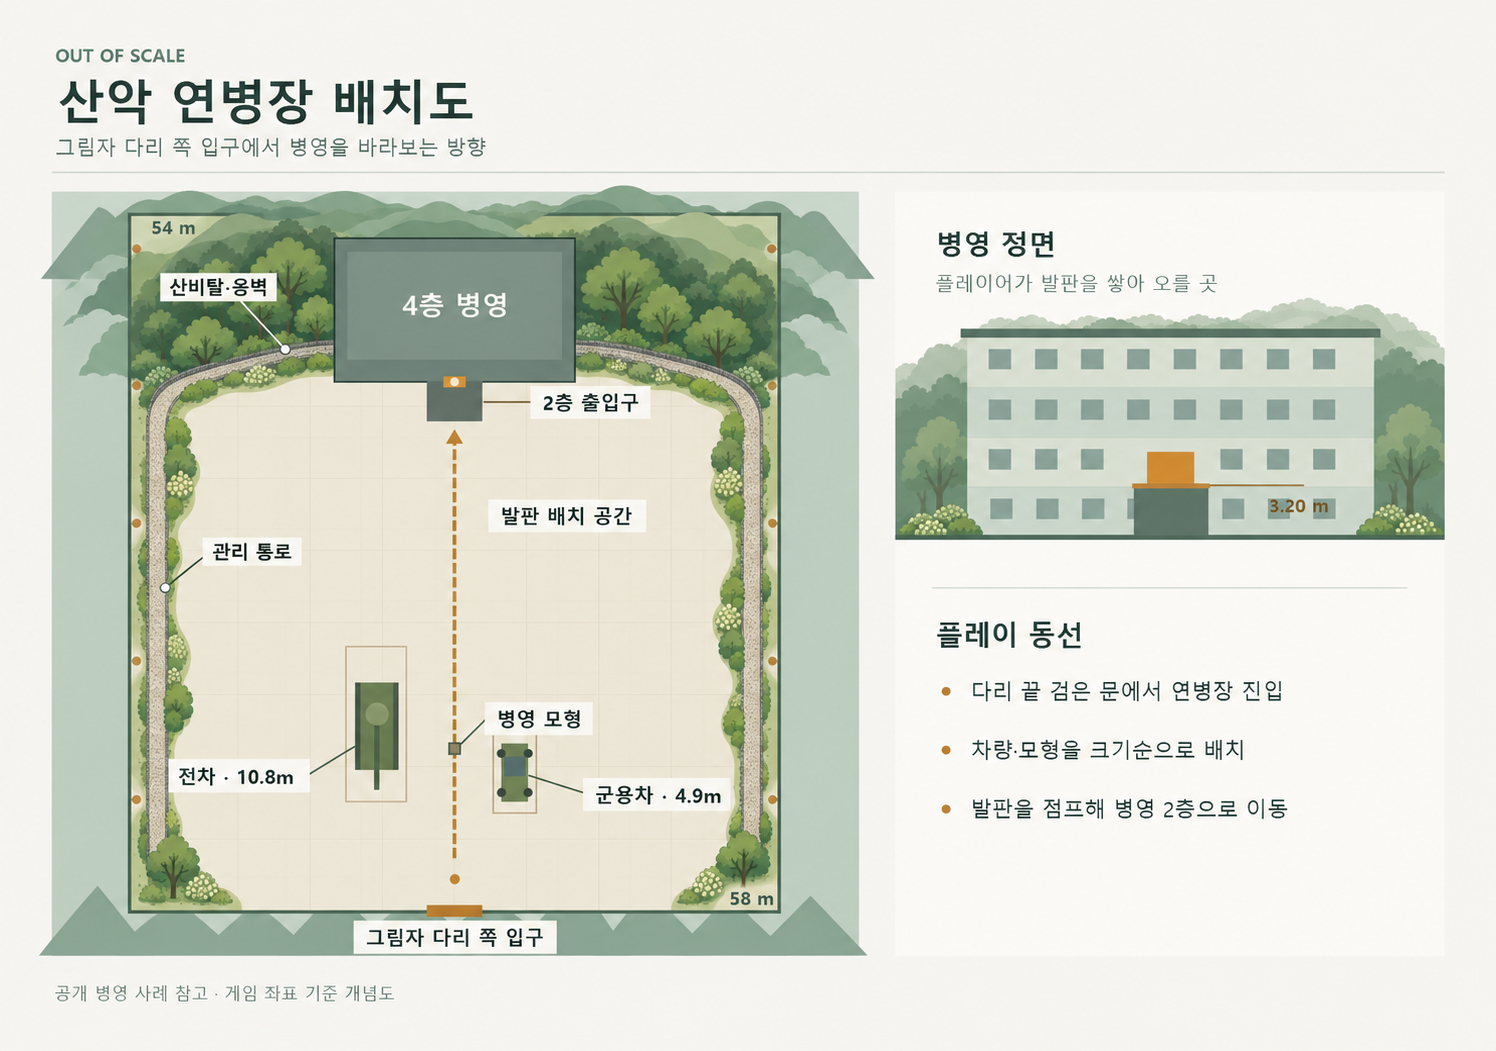 OUT OF SCALE
산악 연병장 배치도
그림자 다리 쪽 입구에서 병영을 바라보는 방향
54 m
산비탈·옹벽
4층 병영
2층 출입구
발판 배치 공간
관리 통로
병영 모형
전차 · 10.8m
군용차 · 4.9m
58 m
그림자 다리 쪽 입구
병영 정면
플레이어가 발판을 쌓아 오를 곳
3.20 m
플레이 동선
• 다리 끝 검은 문에서 연병장 진입
• 차량·모형을 크기순으로 배치
• 발판을 점프해 병영 2층으로 이동
공개 병영 사례 참고 · 게임 좌표 기준 개념도